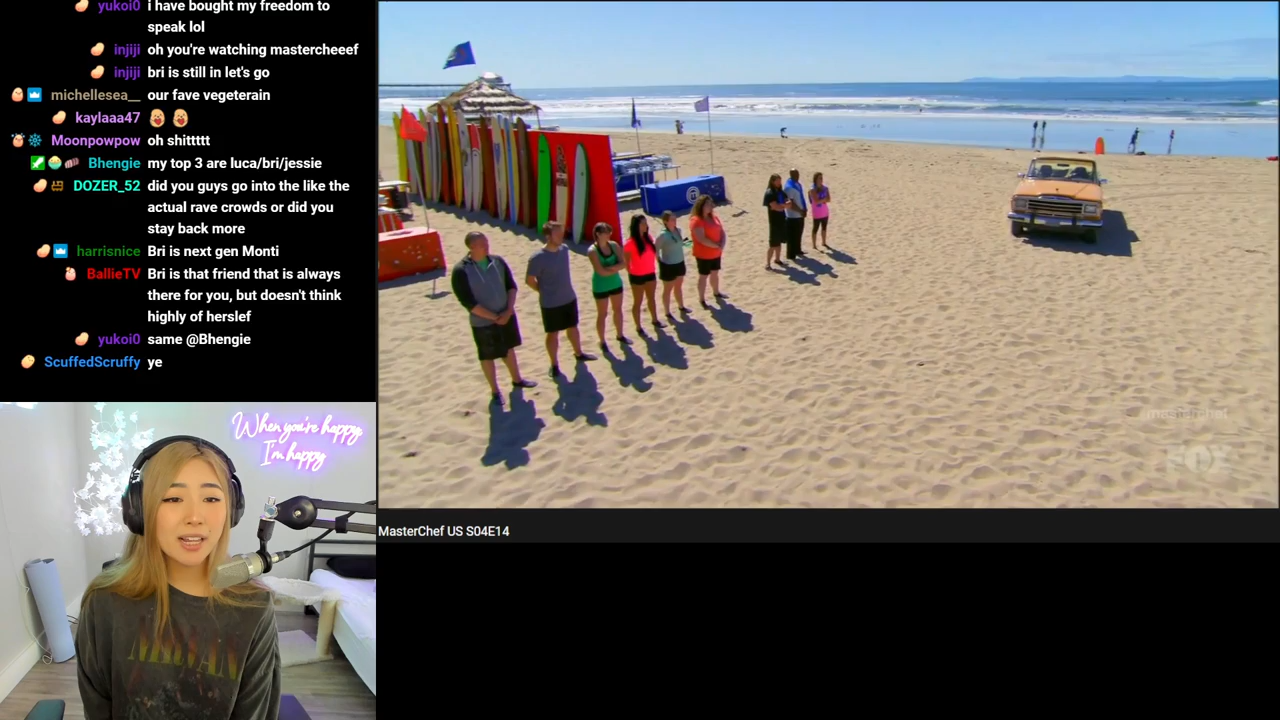 yukoi0 i have bought my freedom to
speak lol
injiji oh you're watching mastercheeef
injiji bri is still in let's go
michellesea__ our fave vegeterain
kaylaaa47
Moonpowpow oh shittttt
Bhengie my top 3 are luca/bri/jessie
DOZER_52 did you guys go into the like the
actual rave crowds or did you
stay back more
harrisnice Bri is next gen Monti
BallieTV Bri is that friend that is always
there for you, but doesn't think
highly of herslef
yukoi0 same @Bhengie
ScuffedScruffy ye
When you're happy
I'm happy
#masterchef
FOX
MasterChef US S04E14